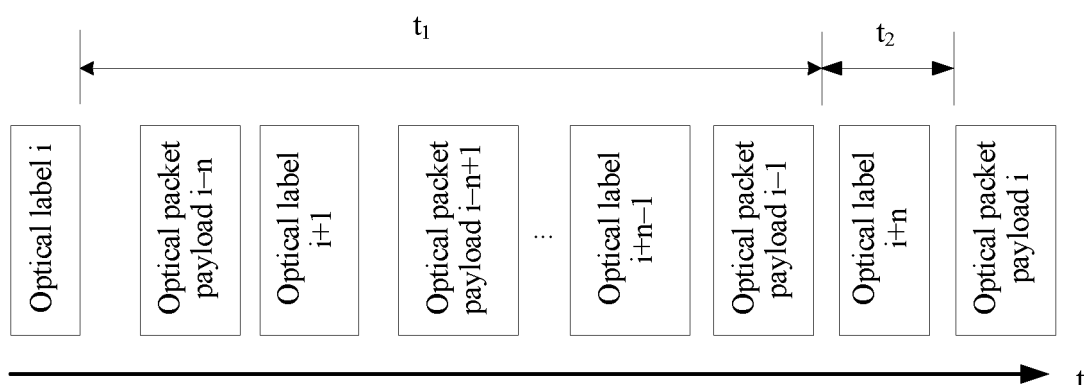 t₁
t₂
Optical label i
Optical packet
payload i–n
Optical label
i+1
Optical packet
payload i–n+1
...
Optical label
i+n–1
Optical packet
payload i–1
Optical label
i+n
Optical packet
payload i
t